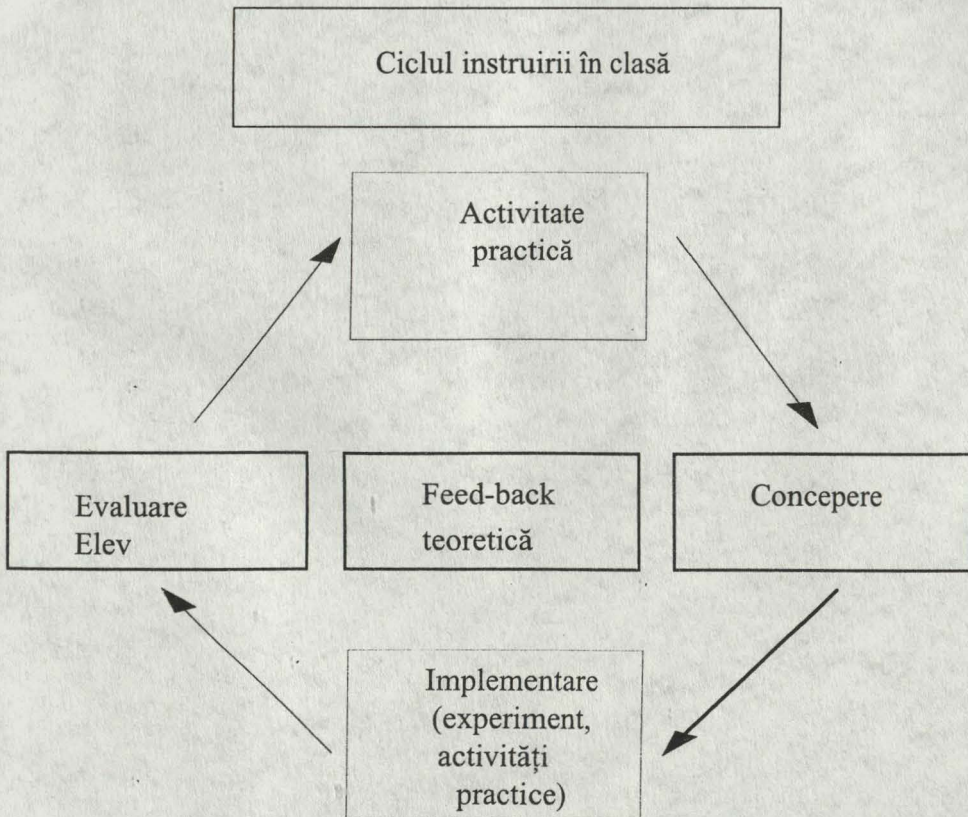 Ciclul instruirii în clasă
Activitate
practică
Evaluare
Elev
Feed-back
teoretică
Concepere
Implementare
(experiment,
activități
practice)